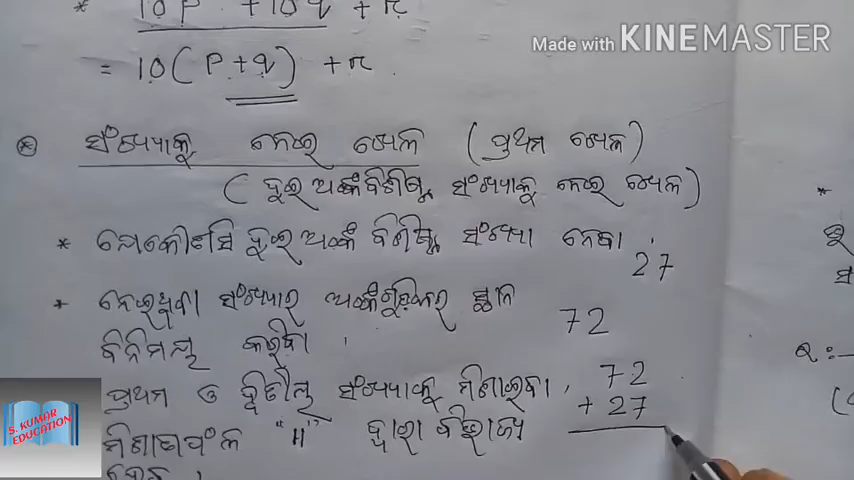 * 10p + 10q + r
Made with KINEMASTER
= 10(p+q) + r
* ସଂଖ୍ୟାକୁ ନେଇ ଖେଳ (ପ୍ରଥମ ଖେଳ)
(ଦୁଇ ଅଙ୍କ ବିଶିଷ୍ଟ ସଂଖ୍ୟାକୁ ନେଇ ଖେଳ)
* ଯେକୌଣସି ଦୁଇ ଅଙ୍କ ବିଶିଷ୍ଟ ସଂଖ୍ୟା ନେବା
27
* ନେଇଥିବା ସଂଖ୍ୟାର ଅଙ୍କଗୁଡ଼ିକର ସ୍ଥାନ
72
ବିନିମୟ କରିବା ।
ପ୍ରଥମ ଓ ଦ୍ୱିତୀୟ ସଂଖ୍ୟାକୁ ମିଶାଇବା ,
72
+ 27
ମିଶାଣଫଳ "11" ଦ୍ୱାରା ବିଭାଜ୍ୟ
ହେବ ।
*
Q:-
S. KUMAR
EDUCATION